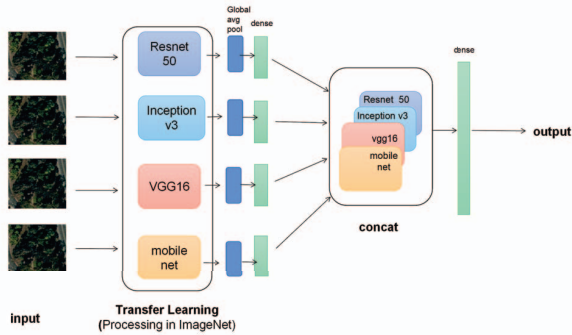 Global
avg
pool
dense
Resnet
50
Inception
v3
VGG16
mobile
net
Resnet 50
Inception v3
vgg16
mobile
net
concat
dense
output
input
Transfer Learning
(Processing in ImageNet)